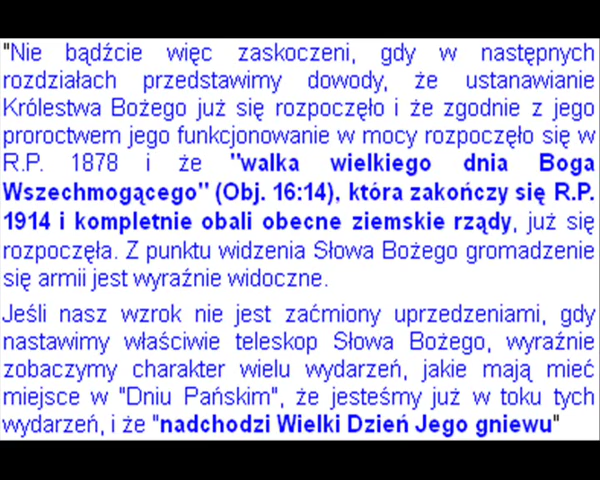 "Nie bądźcie więc zaskoczeni, gdy w następnych
rozdziałach przedstawimy dowody, że ustanawianie
Królestwa Bożego już się rozpoczęło i że zgodnie z jego
proroctwem jego funkcjonowanie w mocy rozpoczęło się w
R.P. 1878 i że "walka wielkiego dnia Boga
Wszechmogącego" (Obj. 16:14), która zakończy się R.P.
1914 i kompletnie obali obecne ziemskie rządy, już się
rozpoczęła. Z punktu widzenia Słowa Bożego gromadzenie
się armii jest wyraźnie widoczne.
Jeśli nasz wzrok nie jest zaćmiony uprzedzeniami, gdy
nastawimy właściwie teleskop Słowa Bożego, wyraźnie
zobaczymy charakter wielu wydarzeń, jakie mają mieć
miejsce w "Dniu Pańskim", że jesteśmy już w toku tych
wydarzeń, i że "nadchodzi Wielki Dzień Jego gniewu"